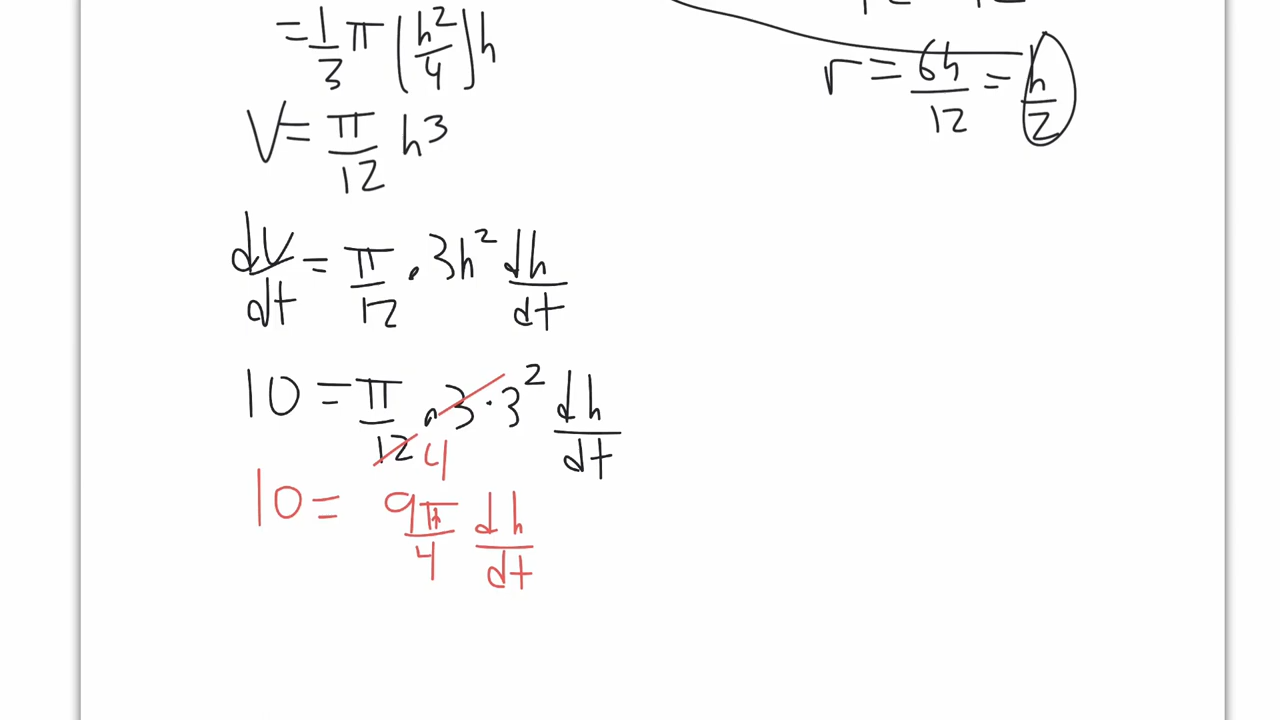 = 1/3 π (h²/4) h
r = 6h/12 = h/2
V = π/12 h³
dV/dt = π/12 · 3h² dh/dt
10 = π/12 · 3 · 3² dh/dt
4
10 = 9π/4 dh/dt